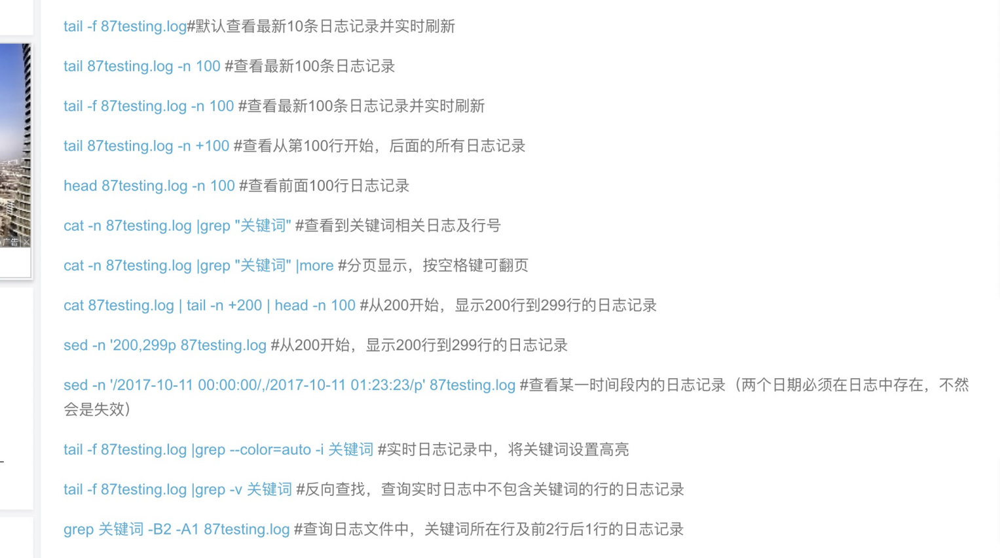 tail -f 87testing.log#默认查看最新10条日志记录并实时刷新
tail 87testing.log -n 100 #查看最新100条日志记录
tail -f 87testing.log -n 100 #查看最新100条日志记录并实时刷新
tail 87testing.log -n +100 #查看从第100行开始，后面的所有日志记录
head 87testing.log -n 100 #查看前面100行日志记录
广告
cat -n 87testing.log |grep "关键词" #查看到关键词相关日志及行号
cat -n 87testing.log |grep "关键词" |more #分页显示，按空格键可翻页
cat 87testing.log | tail -n +200 | head -n 100 #从200开始，显示200行到299行的日志记录
sed -n '200,299p 87testing.log #从200开始，显示200行到299行的日志记录
sed -n '/2017-10-11 00:00:00/,/2017-10-11 01:23:23/p' 87testing.log #查看某一时间段内的日志记录（两个日期必须在日志中存在，不然
会是失效）
tail -f 87testing.log |grep --color=auto -i 关键词 #实时日志记录中，将关键词设置高亮
tail -f 87testing.log |grep -v 关键词 #反向查找，查询实时日志中不包含关键词的行的日志记录
grep 关键词 -B2 -A1 87testing.log #查询日志文件中，关键词所在行及前2行后1行的日志记录